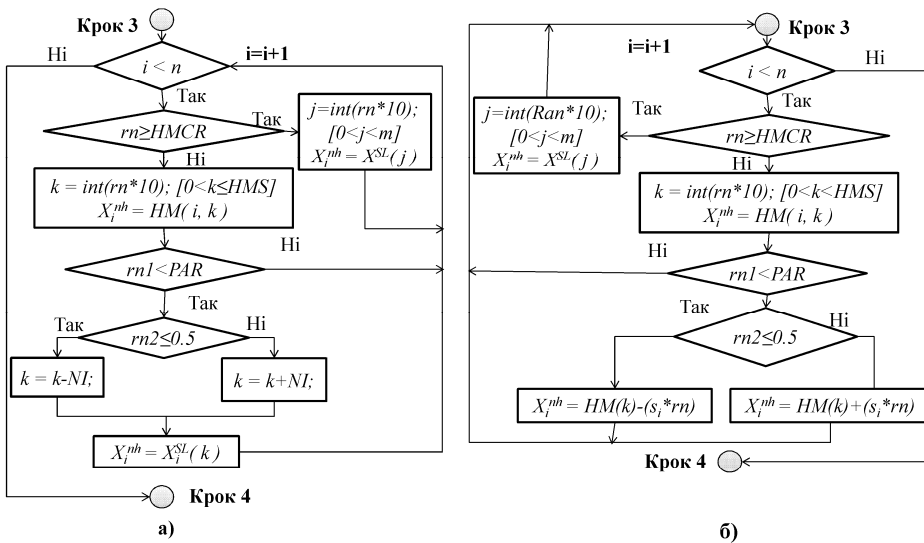 Крок 3
i < n
Ні
i=i+1
Так
rn≥HMCR
Так
j=int(rn*10);
[0<j<m]
X_i^nh = X^SL(j)
Ні
k = int(rn*10); [0<k≤HMS]
X_i^nh = HM( i, k)
Ні
rn1<PAR
Так
rn2≤0.5
Так
Ні
k = k-NI;
k = k+NI;
X_i^nh = X_i^SL( k )
Крок 4
а)
Крок 3
i=i+1
i < n
Ні
Так
j=int(Ran*10);
[0<j<m]
X_i^nh = X^SL( j )
Так
rn≥HMCR
Ні
k = int(rn*10); [0<k<HMS]
X_i^nh = HM( i, k)
Ні
rn1<PAR
Так
rn2≤0.5
Ні
X_i^nh = HM(k)-(s_i*rn)
X_i^nh = HM(k)+(s_i*rn)
Крок 4
б)